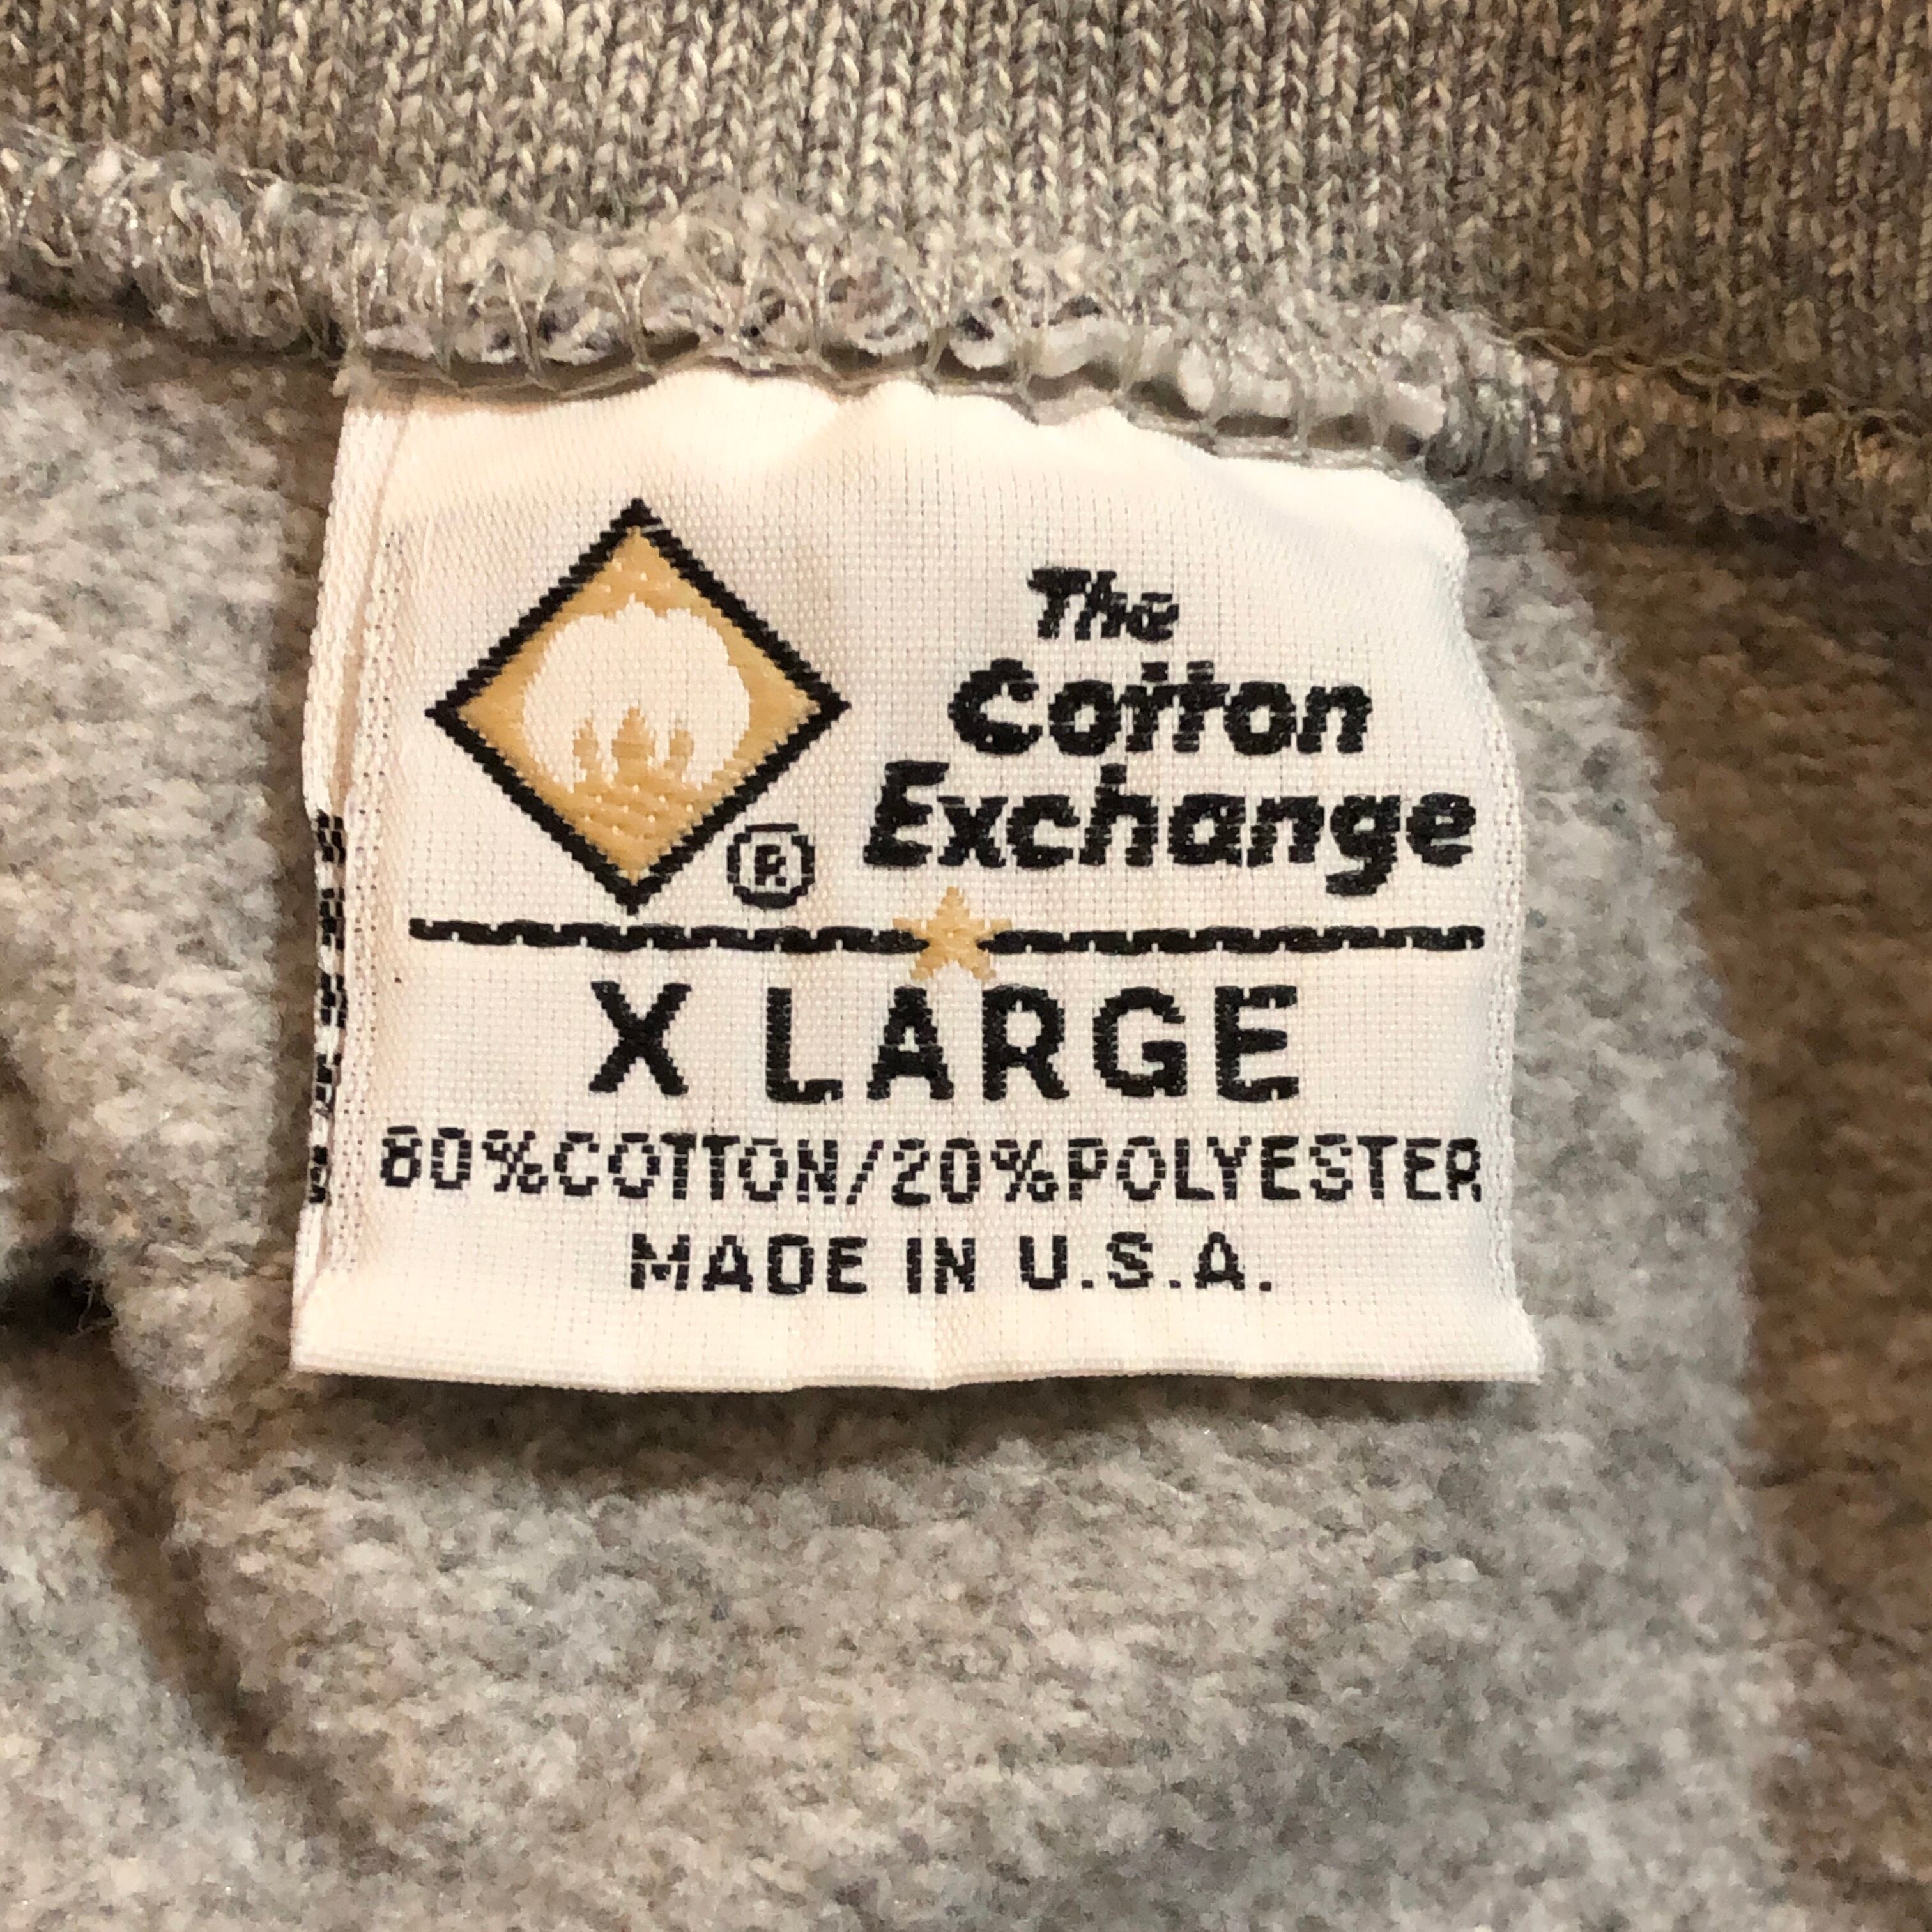 The
Cotton
Exchange
®
X LARGE
80%COTTON/20%POLYESTER
MADE IN U.S.A.